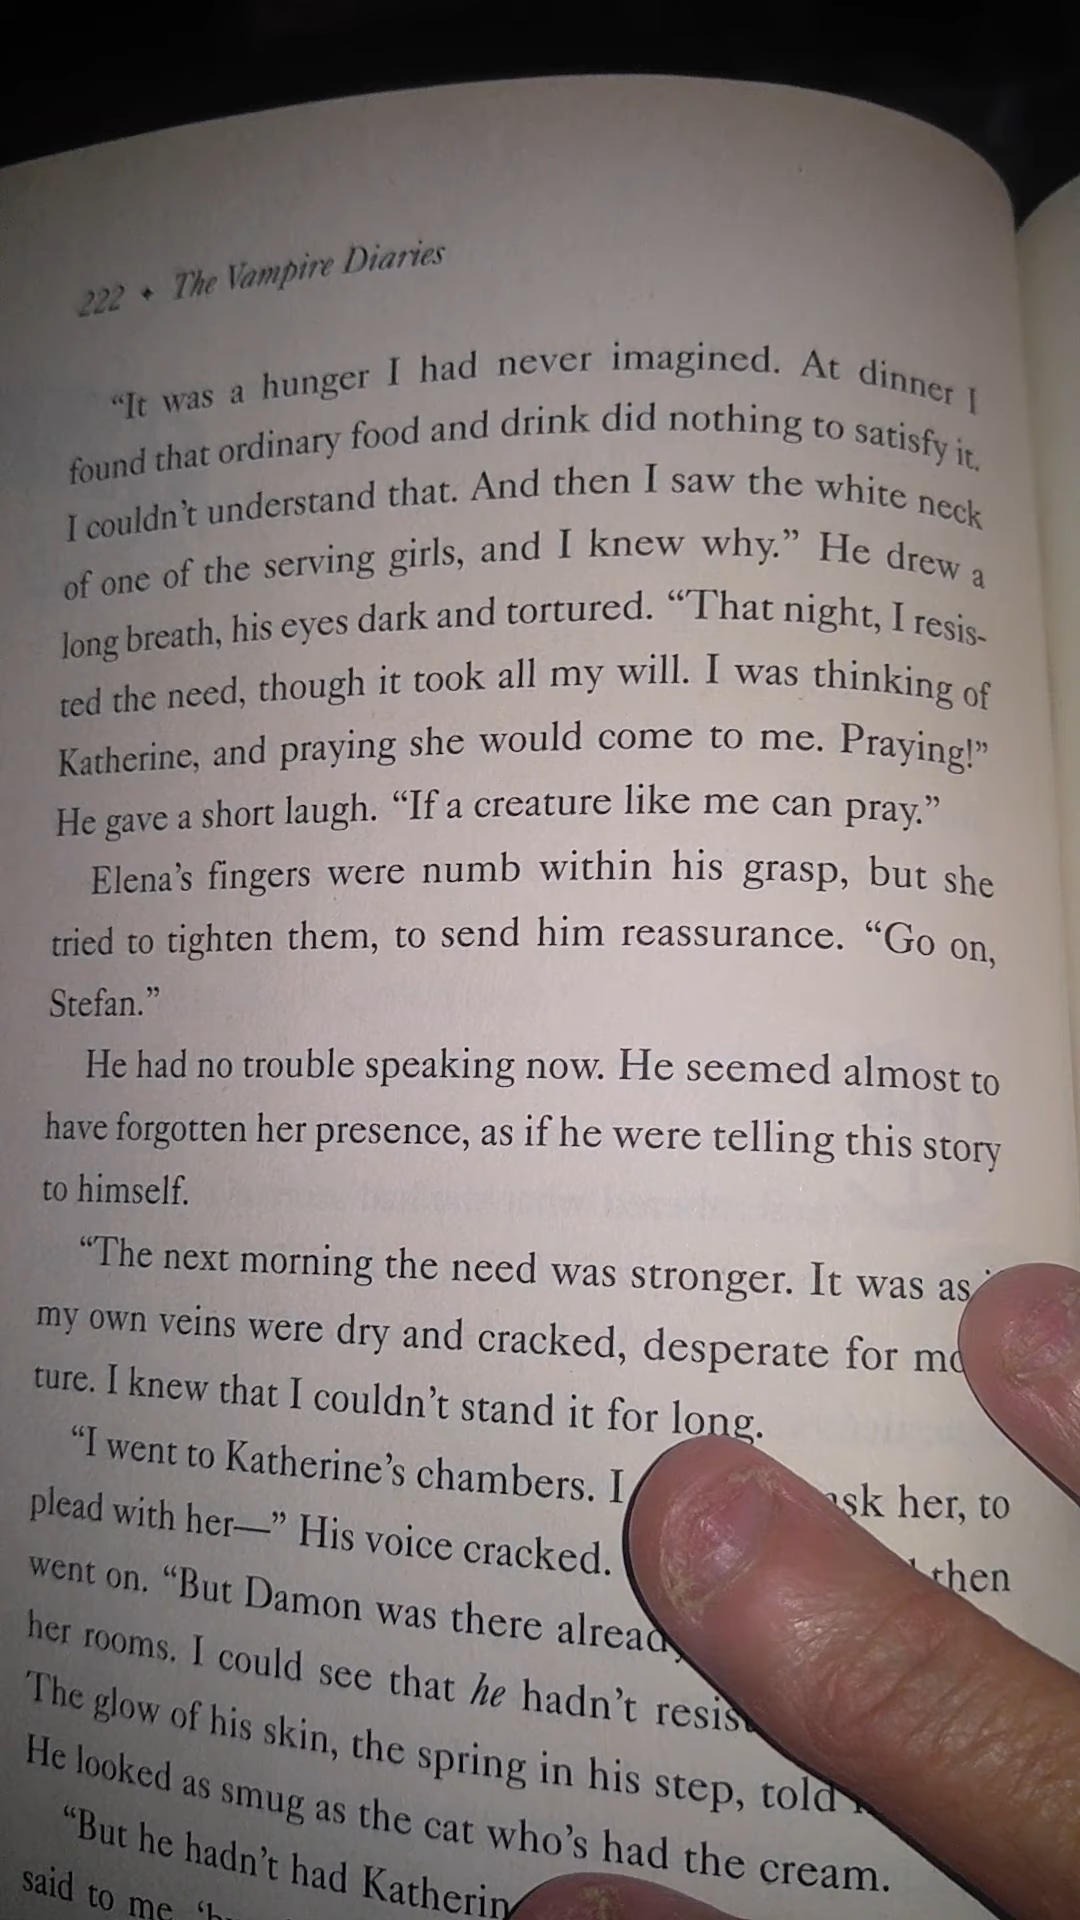 222 ♦ The Vampire Diaries
“It was a hunger I had never imagined. At dinner I
found that ordinary food and drink did nothing to satisfy it.
I couldn’t understand that. And then I saw the white neck
of one of the serving girls, and I knew why.” He drew a
long breath, his eyes dark and tortured. “That night, I resis-
ted the need, though it took all my will. I was thinking of
Katherine, and praying she would come to me. Praying!”
He gave a short laugh. “If a creature like me can pray.”
Elena’s fingers were numb within his grasp, but she
tried to tighten them, to send him reassurance. “Go on,
Stefan.”
He had no trouble speaking now. He seemed almost to
have forgotten her presence, as if he were telling this story
to himself.
“The next morning the need was stronger. It was as
my own veins were dry and cracked, desperate for
ture. I knew that I couldn’t stand it for long.
“I went to Katherine’s chambers. I her, to
plead with her—” His voice cracked. then
went on. “But Damon was there
her rooms. I could see that he hadn’t
The glow of his skin, the spring in his step, told
He looked as smug as the cat who’s had the cream.
“But he hadn’t had
said to me,